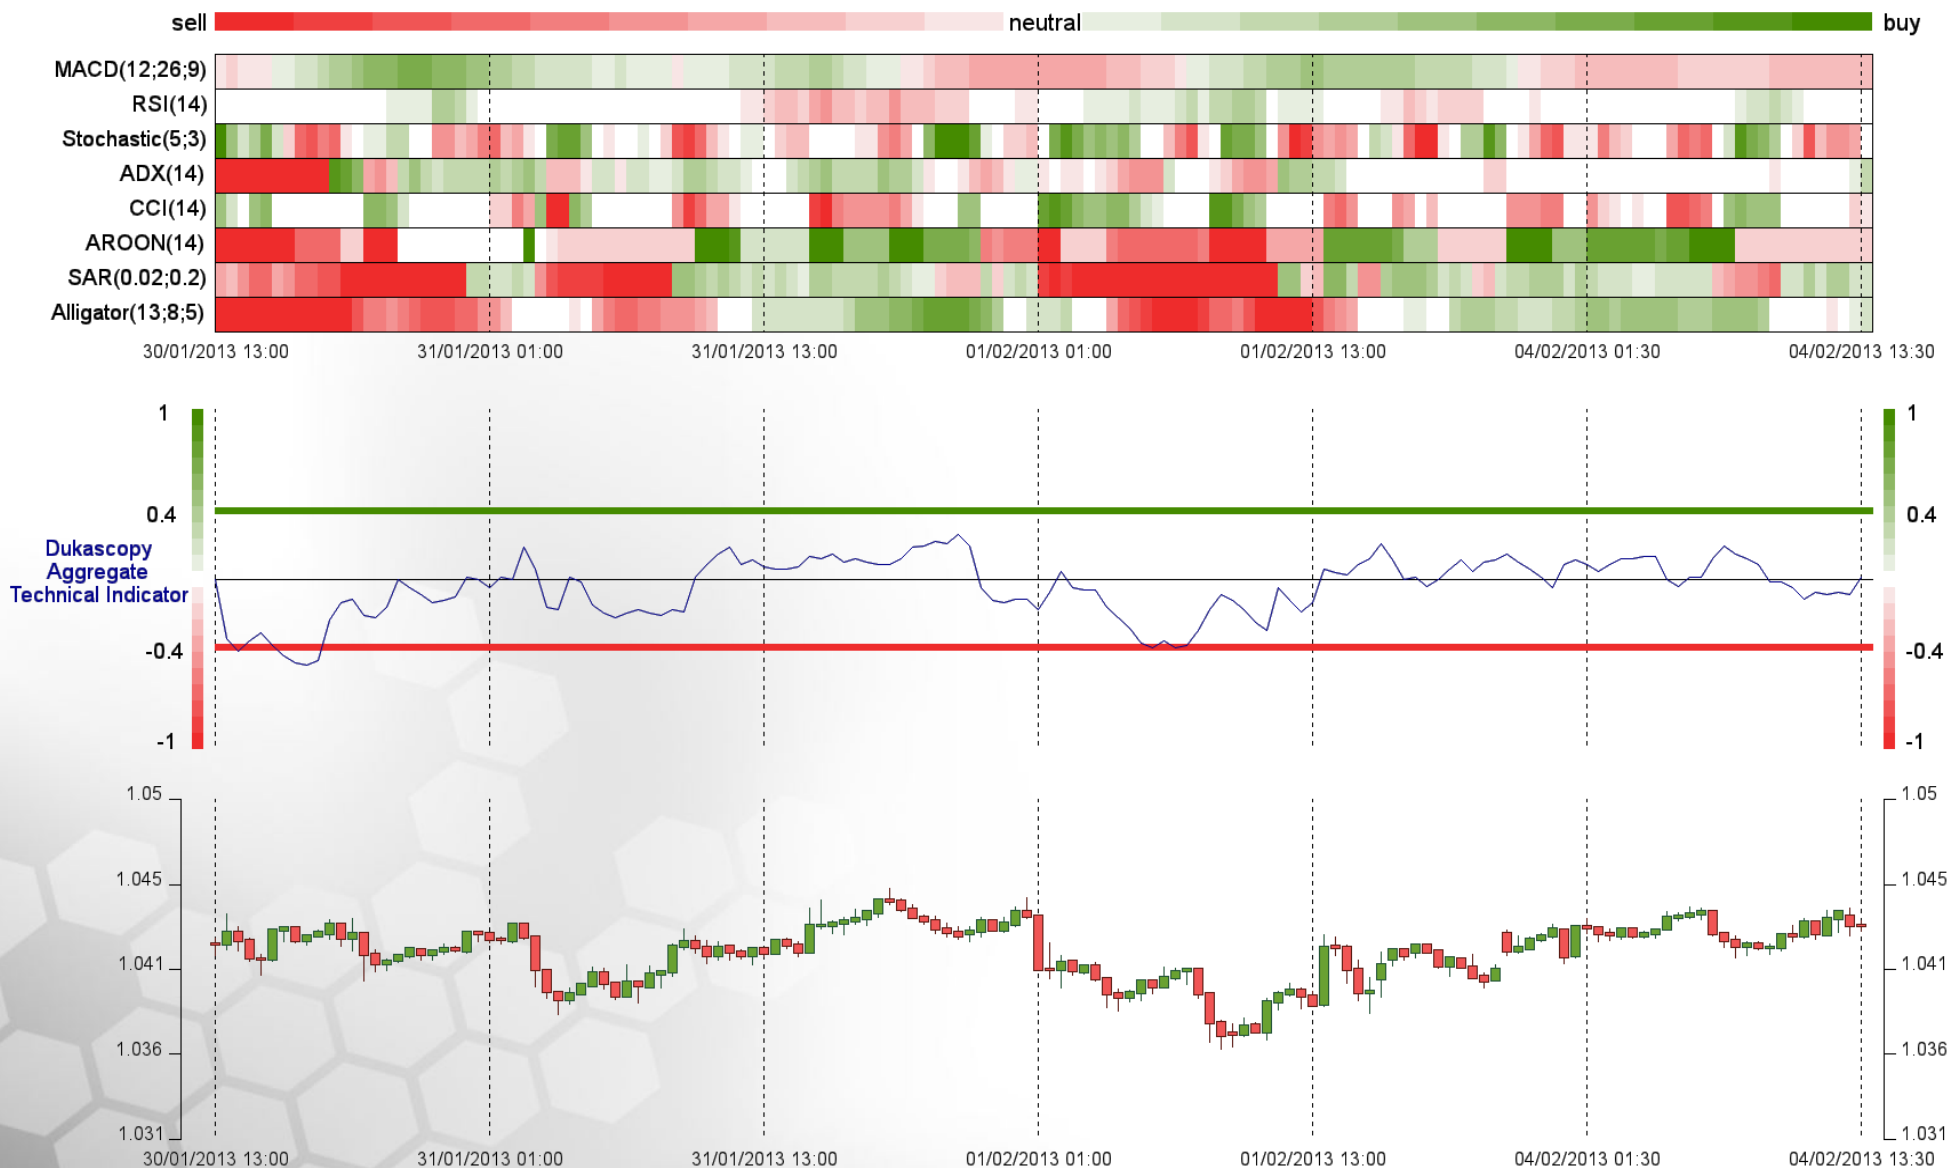 sell neutral buy
MACD(12;26;9)
RSI(14)
Stochastic(5;3)
ADX(14)
CCI(14)
AROON(14)
SAR(0.02;0.2)
Alligator(13;8;5)
30/01/2013 13:00 31/01/2013 01:00 31/01/2013 13:00 01/02/2013 01:00 01/02/2013 13:00 04/02/2013 01:30 04/02/2013 13:30
1 1
0.4 0.4
Dukascopy
Aggregate
Technical Indicator
-0.4 -0.4
-1 -1
1.05 1.05
1.045 1.045
1.041 1.041
1.036 1.036
1.031 1.031
30/01/2013 13:00 31/01/2013 01:00 31/01/2013 13:00 01/02/2013 01:00 01/02/2013 13:00 04/02/2013 01:30 04/02/2013 13:30